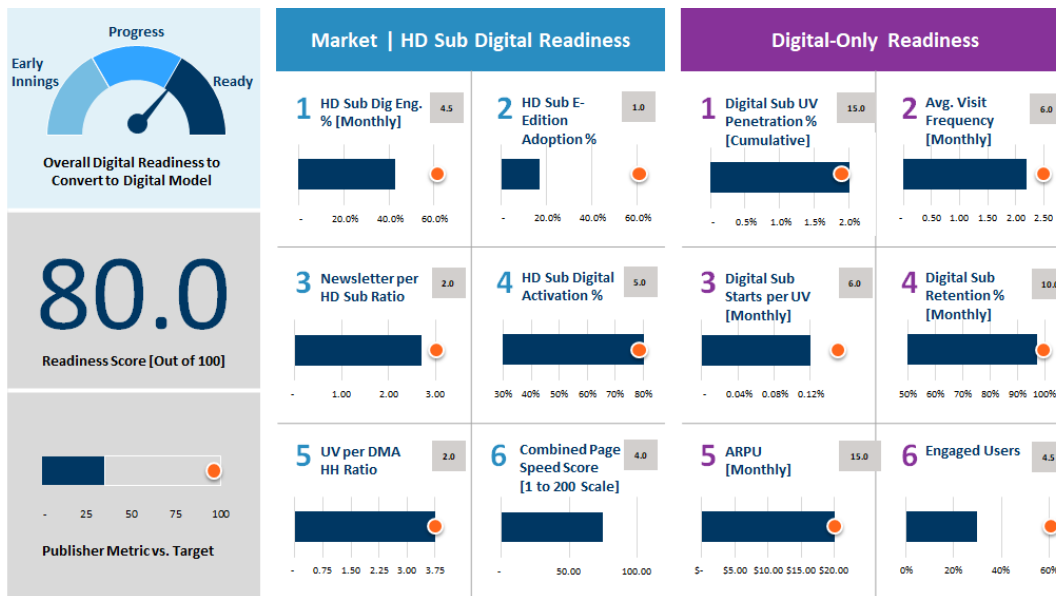 Progress
Early
Innings
Ready
Overall Digital Readiness to
Convert to Digital Model
80.0
Readiness Score [Out of 100]
- 25 50 75 100
Publisher Metric vs. Target
Market | HD Sub Digital Readiness
1 HD Sub Dig Eng.
% [Monthly]
4.5
- 20.0% 40.0% 60.0%
2 HD Sub E-
Edition
Adoption %
1.0
- 20.0% 40.0% 60.0%
3 Newsletter per
HD Sub Ratio
2.0
- 1.00 2.00 3.00
4 HD Sub Digital
Activation %
5.0
30% 40% 50% 60% 70% 80%
5 UV per DMA
HH Ratio
2.0
- 0.75 1.50 2.25 3.00 3.75
6 Combined Page
Speed Score
[1 to 200 Scale]
4.0
- 50.00 100.00
Digital-Only Readiness
1 Digital Sub UV
Penetration %
[Cumulative]
15.0
- 0.5% 1.0% 1.5% 2.0%
2 Avg. Visit
Frequency
[Monthly]
6.0
- 0.50 1.00 1.50 2.00 2.50
3 Digital Sub
Starts per UV
[Monthly]
6.0
- 0.04% 0.08% 0.12%
4 Digital Sub
Retention %
[Monthly]
10.0
50% 60% 70% 80% 90% 100%
5 ARPU
[Monthly]
15.0
$- $5.00 $10.00 $15.00 $20.00
6 Engaged Users
4.5
0% 20% 40% 60%